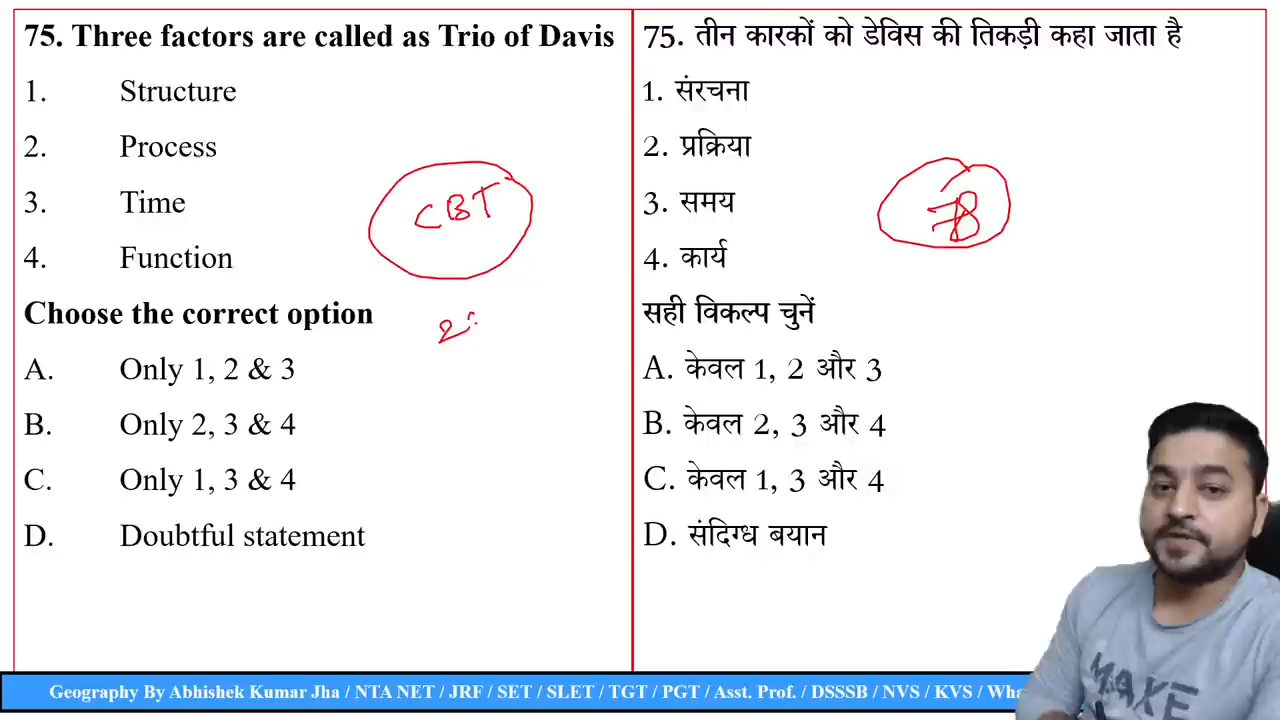 75. Three factors are called as Trio of Davis
1. Structure
2. Process
3. Time
4. Function
Choose the correct option
A. Only 1, 2 & 3
B. Only 2, 3 & 4
C. Only 1, 3 & 4
D. Doubtful statement
CBT
75. तीन कारकों को डेविस की तिकड़ी कहा जाता है
1. संरचना
2. प्रक्रिया
3. समय
4. कार्य
सही विकल्प चुनें
A. केवल 1, 2 और 3
B. केवल 2, 3 और 4
C. केवल 1, 3 और 4
D. संदिग्ध बयान
MAKE
Geography By Abhishek Kumar Jha / NTA NET / JRF / SET / SLET / TGT / PGT / Asst. Prof. / DSSSB / NVS / KVS /